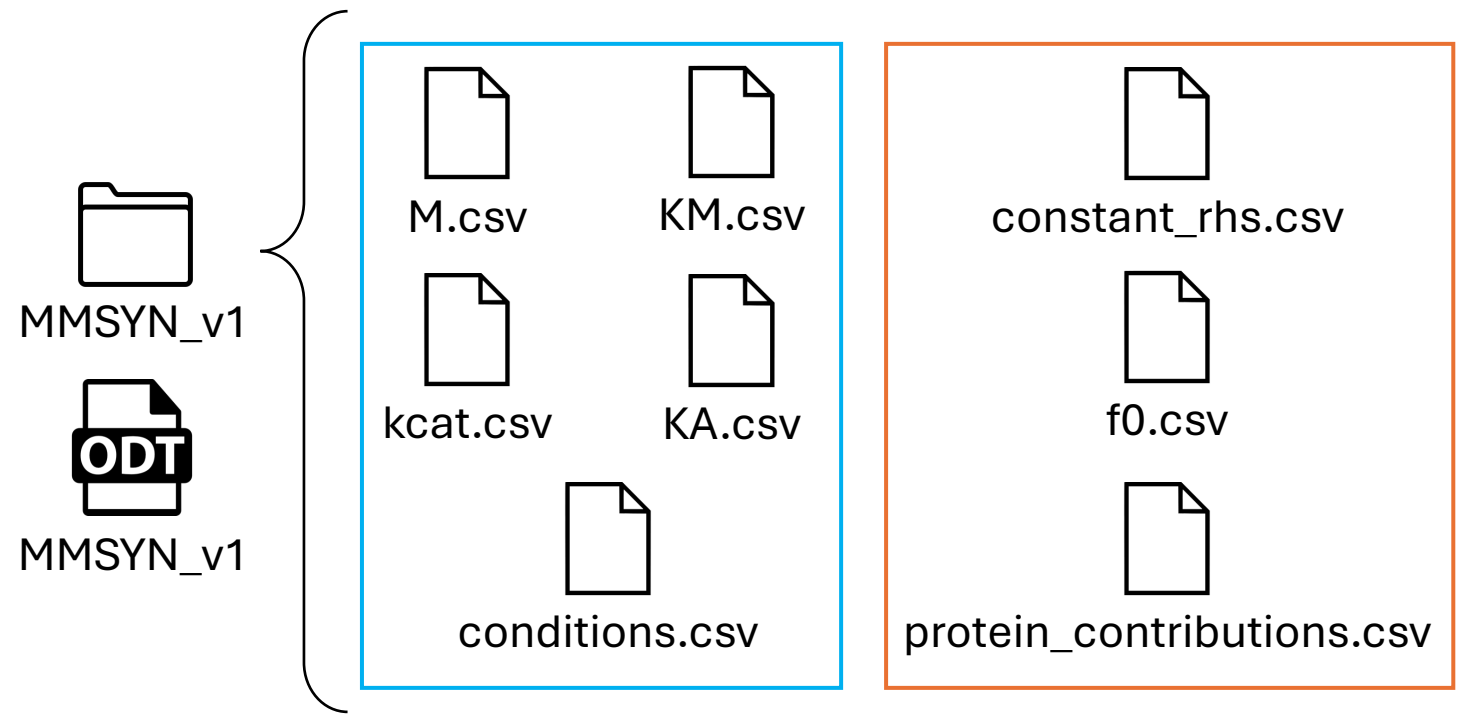 MMSYN_v1
ODT
MMSYN_v1
M.csv
KM.csv
kcat.csv
KA.csv
conditions.csv
constant_rhs.csv
f0.csv
protein_contributions.csv